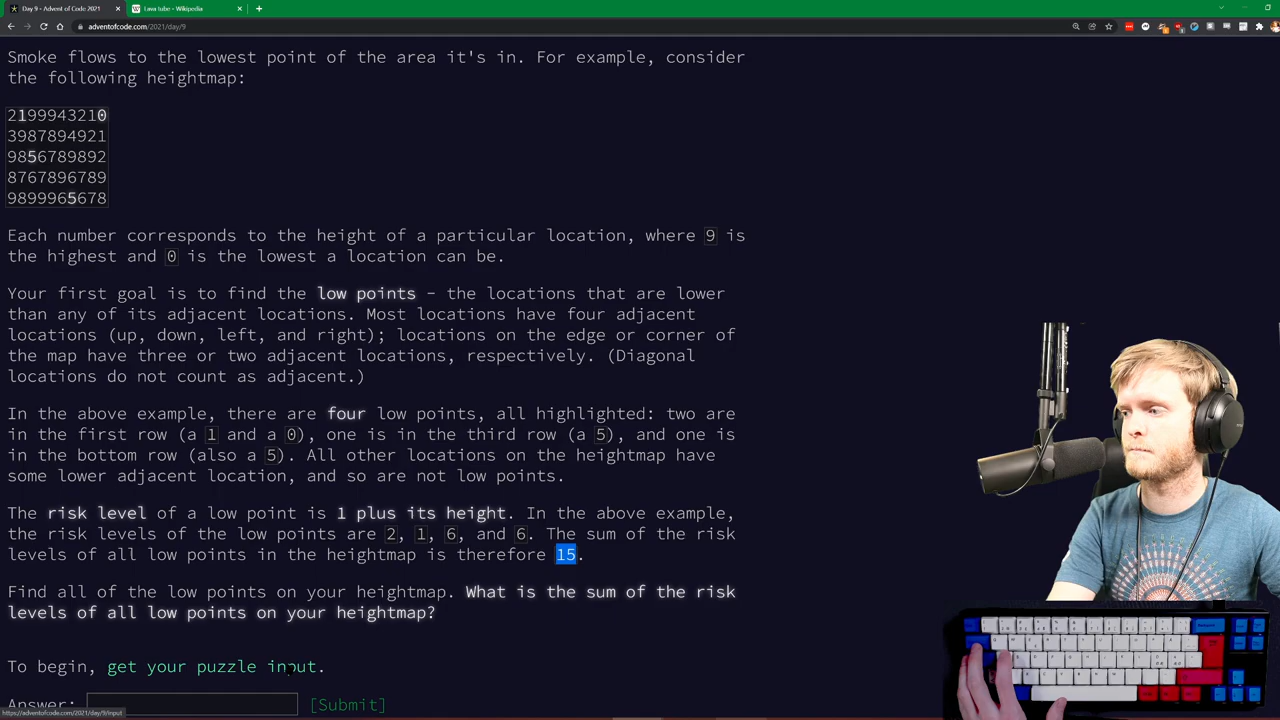 Day 9 - Advent of Code 2021
Lava tube - Wikipedia
adventofcode.com/2021/day/9
Smoke flows to the lowest point of the area it's in. For example, consider
the following heightmap:
2199943210
3987894921
9856789892
8767896789
9899965678
Each number corresponds to the height of a particular location, where 9 is
the highest and 0 is the lowest a location can be.
Your first goal is to find the low points - the locations that are lower
than any of its adjacent locations. Most locations have four adjacent
locations (up, down, left, and right); locations on the edge or corner of
the map have three or two adjacent locations, respectively. (Diagonal
locations do not count as adjacent.)
In the above example, there are four low points, all highlighted: two are
in the first row (a 1 and a 0), one is in the third row (a 5), and one is
in the bottom row (also a 5). All other locations on the heightmap have
some lower adjacent location, and so are not low points.
The risk level of a low point is 1 plus its height. In the above example,
the risk levels of the low points are 2, 1, 6, and 6. The sum of the risk
levels of all low points in the heightmap is therefore 15.
Find all of the low points on your heightmap. What is the sum of the risk
levels of all low points on your heightmap?
To begin, get your puzzle input.
Answer: [Submit]
https://adventofcode.com/2021/day/9/input